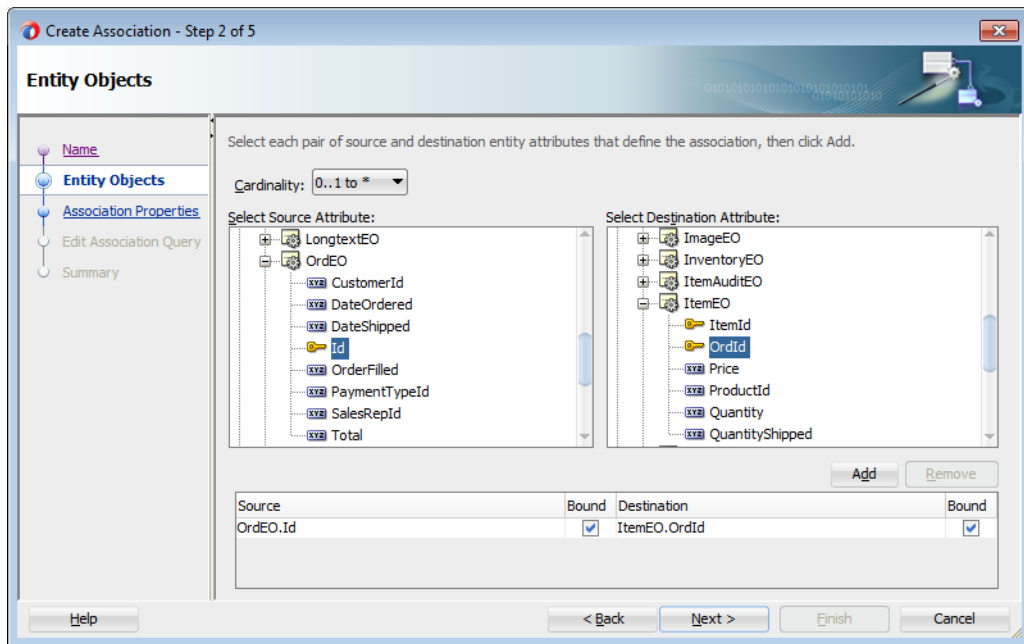 Create Association - Step 2 of 5
Entity Objects
Name
Entity Objects
Association Properties
Edit Association Query
Summary
Select each pair of source and destination entity attributes that define the association, then click Add.
Cardinality: 0..1 to *
Select Source Attribute:
LongtextEO
OrdEO
CustomerId
DateOrdered
DateShipped
Id
OrderFilled
PaymentTypeId
SalesRepId
Total
Select Destination Attribute:
ImageEO
InventoryEO
ItemAuditEO
ItemEO
ItemId
OrdId
Price
ProductId
Quantity
QuantityShipped
Add Remove
Source Bound Destination Bound
OrdEO.Id ItemEO.OrdId
Help < Back Next > Finish Cancel